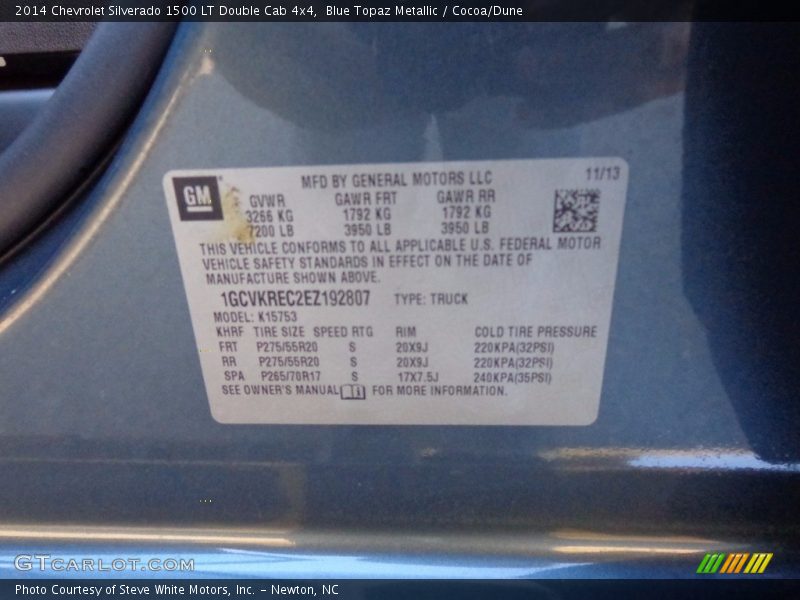 2014 Chevrolet Silverado 1500 LT Double Cab 4x4,  Blue Topaz Metallic / Cocoa/Dune
GM
MFD BY GENERAL MOTORS LLC 11/13
GVWR GAWR FRT GAWR RR
3266 KG 1792 KG 1792 KG
7200 LB 3950 LB 3950 LB
THIS VEHICLE CONFORMS TO ALL APPLICABLE U.S. FEDERAL MOTOR
VEHICLE SAFETY STANDARDS IN EFFECT ON THE DATE OF
MANUFACTURE SHOWN ABOVE.
1GCVKREC2EZ192807 TYPE: TRUCK
MODEL: K15753
KHRF TIRE SIZE SPEED RTG RIM COLD TIRE PRESSURE
FRT P275/55R20 S 20X9J 220KPA(32PSI)
RR P275/55R20 S 20X9J 220KPA(32PSI)
SPA P265/70R17 S 17X7.5J 240KPA(35PSI)
SEE OWNER'S MANUAL FOR MORE INFORMATION.
GTCARLOT.COM
Photo Courtesy of Steve White Motors, Inc. – Newton, NC